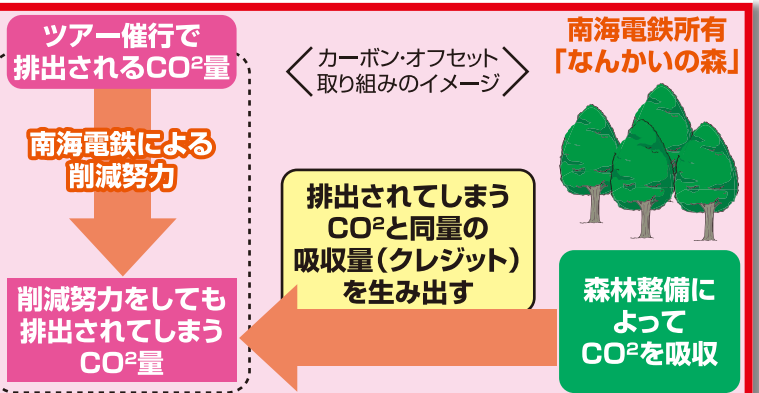 ツアー催行で
排出されるCO²量
南海電鉄による
削減努力
削減努力をしても
排出されてしまう
CO²量
カーボン・オフセット
取り組みのイメージ
排出されてしまう
CO²と同量の
吸収量（クレジット）
を生み出す
南海電鉄所有
「なんかいの森」
森林整備に
よって
CO²を吸収